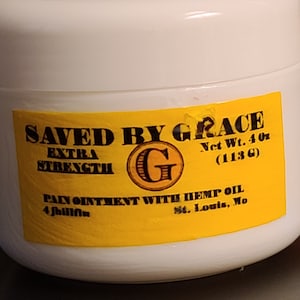 SAVED BY GRACE
EXTRA STRENGTH
G
Net Wt. 4 Oz
(113 G)
PAIN OINTMENT WITH HEMP OIL
St. Louis, Mo